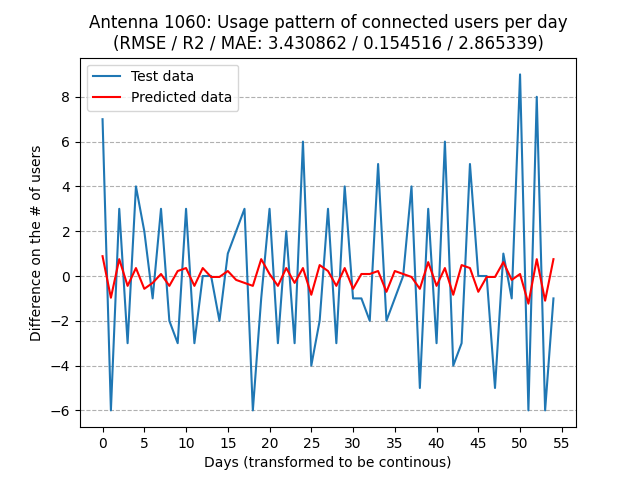 Antenna 1060: Usage pattern of connected users per day
(RMSE / R2 / MAE: 3.430862 / 0.154516 / 2.865339)
Test data
Predicted data
8
6
4
2
0
−2
−4
−6
Difference on the # of users
0 5 10 15 20 25 30 35 40 45 50 55
Days (transformed to be continous)